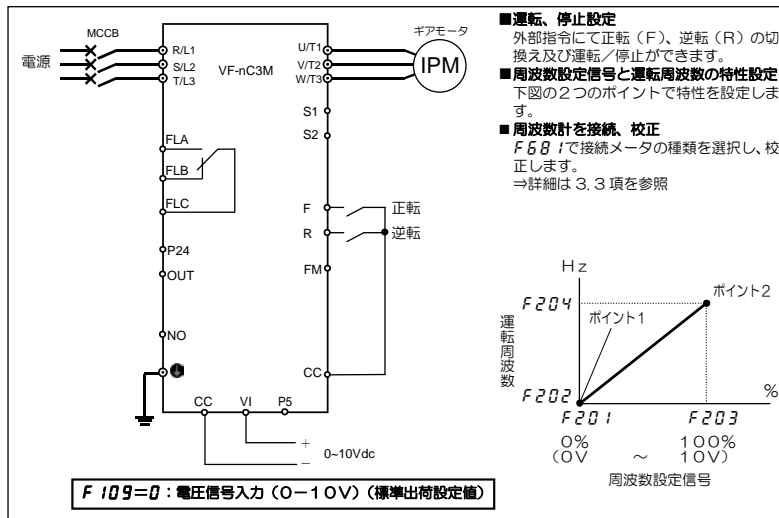 MCCB
電源
R/L1
S/L2
T/L3
VF-nC3M
U/T1
V/T2
W/T3
ギアモータ
IPM
S1
S2
FLA
FLB
FLC
P24
OUT
NO
F
正転
R
逆転
FM
CC
CC
VI
P5
+
0~10Vdc
−
F109=0：電圧信号入力（０－１０Ｖ）（標準出荷設定値）
■運転、停止設定
外部指令にて正転（Ｆ）、逆転（Ｒ）の切
換え及び運転／停止ができます。
■周波数設定信号と運転周波数の特性設定
下図の２つのポイントで特性を設定しま
す。
■周波数計を接続、校正
F681で接続メータの種類を選択し、校
正します。
⇒詳細は３.３項を参照
Ｈｚ
F204
ポイント２
ポイント１
運転周波数
F202
％
F201
F203
０％
１００％
（０Ｖ ～ １０Ｖ）
周波数設定信号